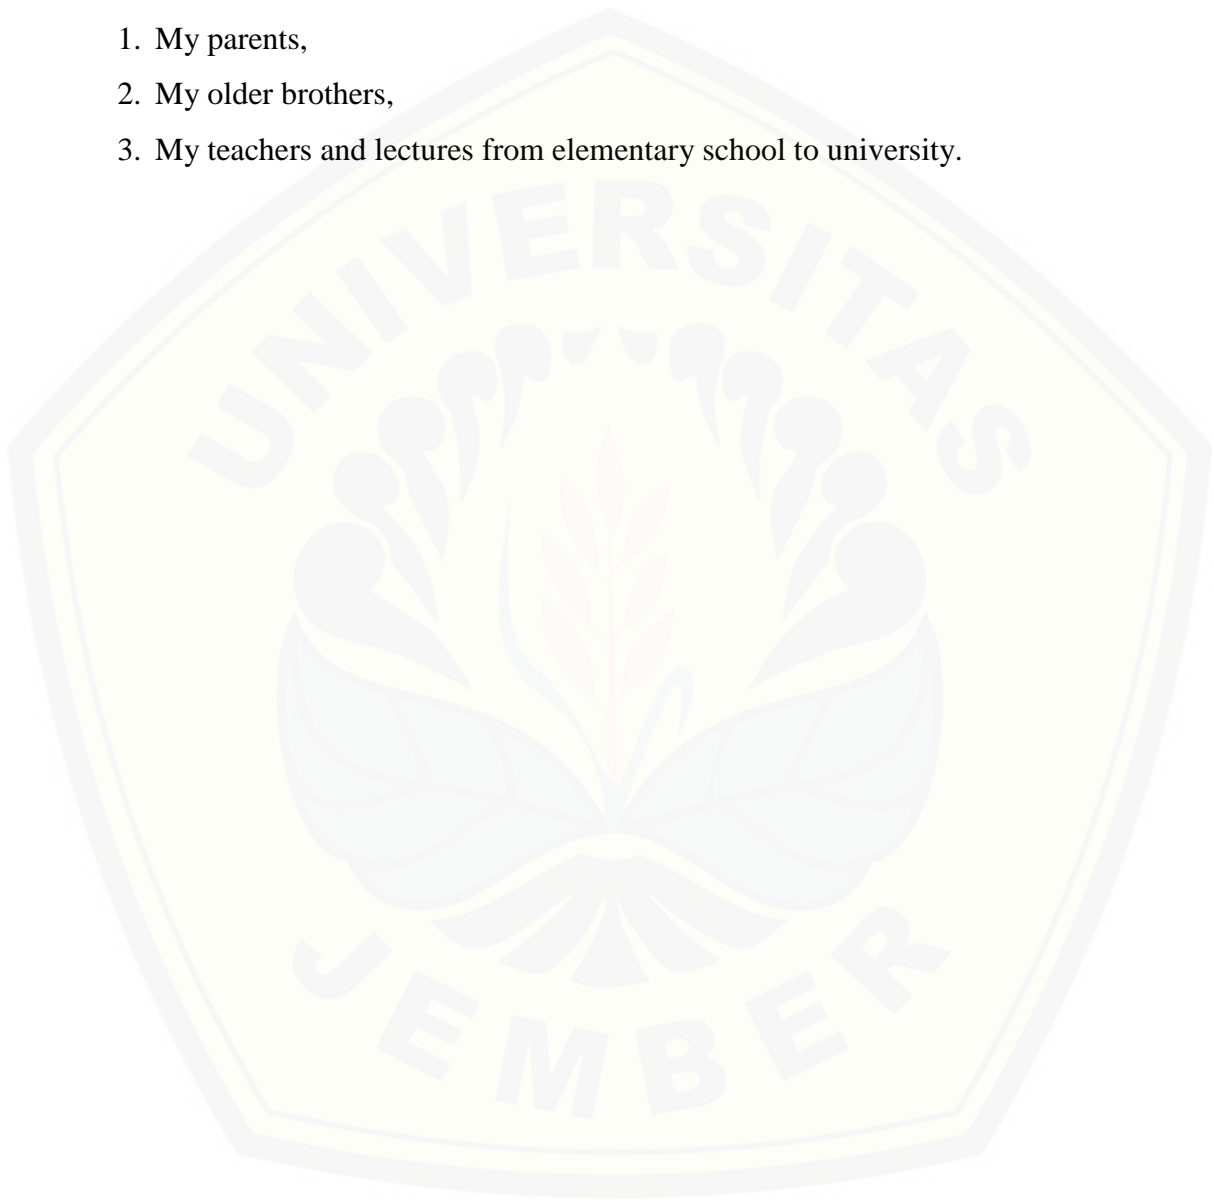 1. My parents,
2. My older brothers,
3. My teachers and lectures from elementary school to university.
UNIVERSITAS
JEMBER